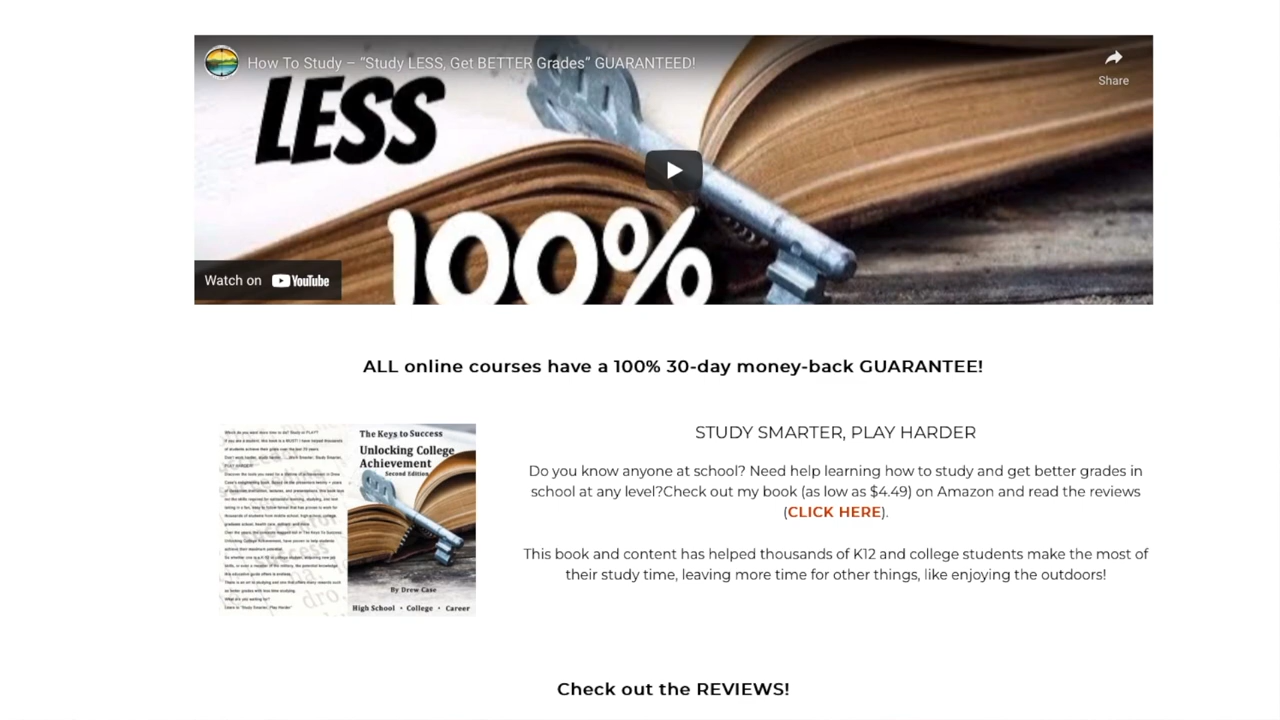 How To Study – "Study LESS, Get BETTER Grades" GUARANTEED!
Share
LESS
100%
Watch on YouTube
ALL online courses have a 100% 30-day money-back GUARANTEE!
The Keys to Success
Unlocking College
Achievement
Second Edition
By Drew Case
High School • College • Career
STUDY SMARTER, PLAY HARDER
Do you know anyone at school? Need help learning how to study and get better grades in
school at any level?Check out my book (as low as $4.49) on Amazon and read the reviews
(CLICK HERE).
This book and content has helped thousands of K12 and college students make the most of
their study time, leaving more time for other things, like enjoying the outdoors!
Check out the REVIEWS!